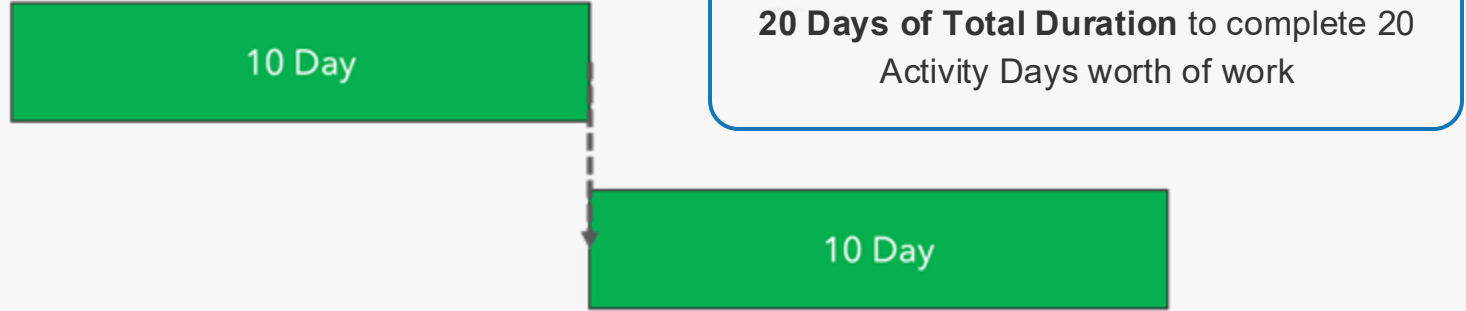 10 Day
20 Days of Total Duration to complete 20
Activity Days worth of work
10 Day